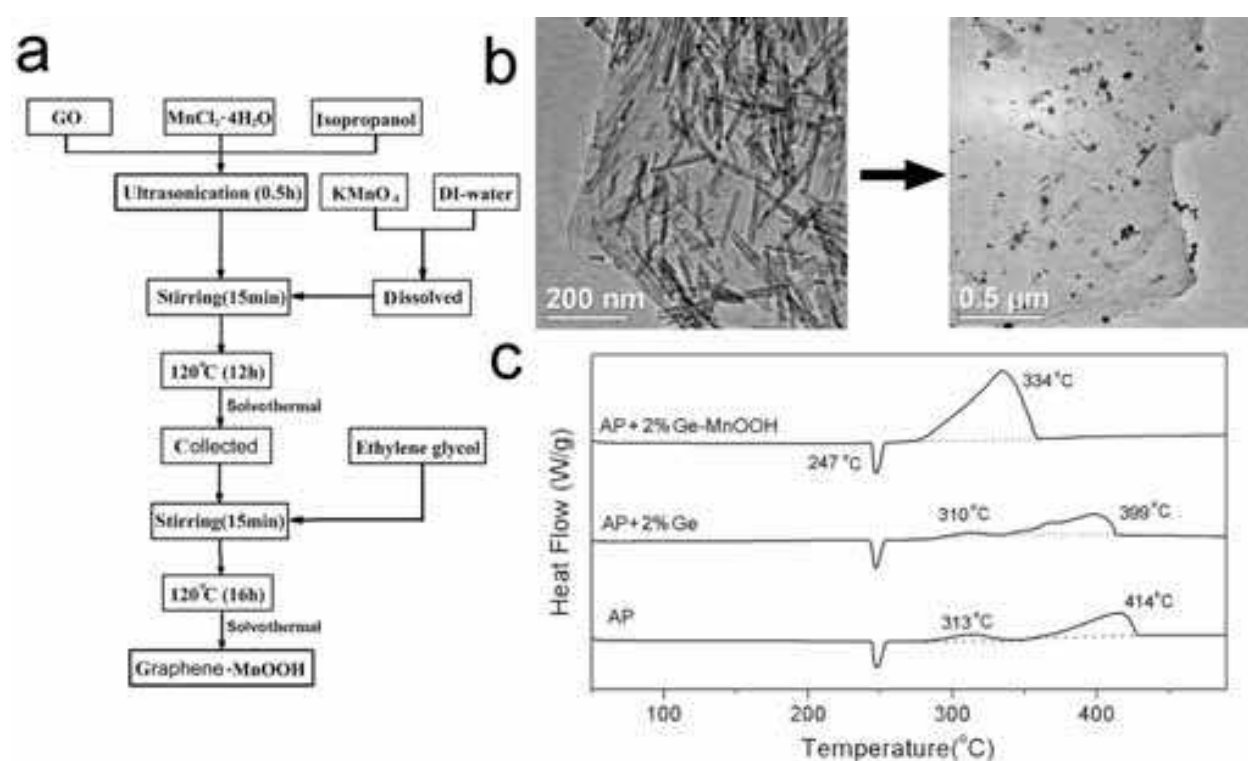 a
GO
MnCl₂·4H₂O
Isopropanol
Ultrasonication (0.5h)
KMnO₄
DI-water
Stirring(15min)
Dissolved
120℃ (12h)
Solvothermal
Collected
Ethylene glycol
Stirring(15min)
120℃ (16h)
Solvothermal
Graphene-MnOOH
b
200 nm
0.5 µm
c
Heat Flow (W/g)
AP+2%Ge-MnOOH
334°C
247 °C
AP+2%Ge
310°C
399°C
AP
313°C
414°C
100
200
300
400
Temperature(°C)